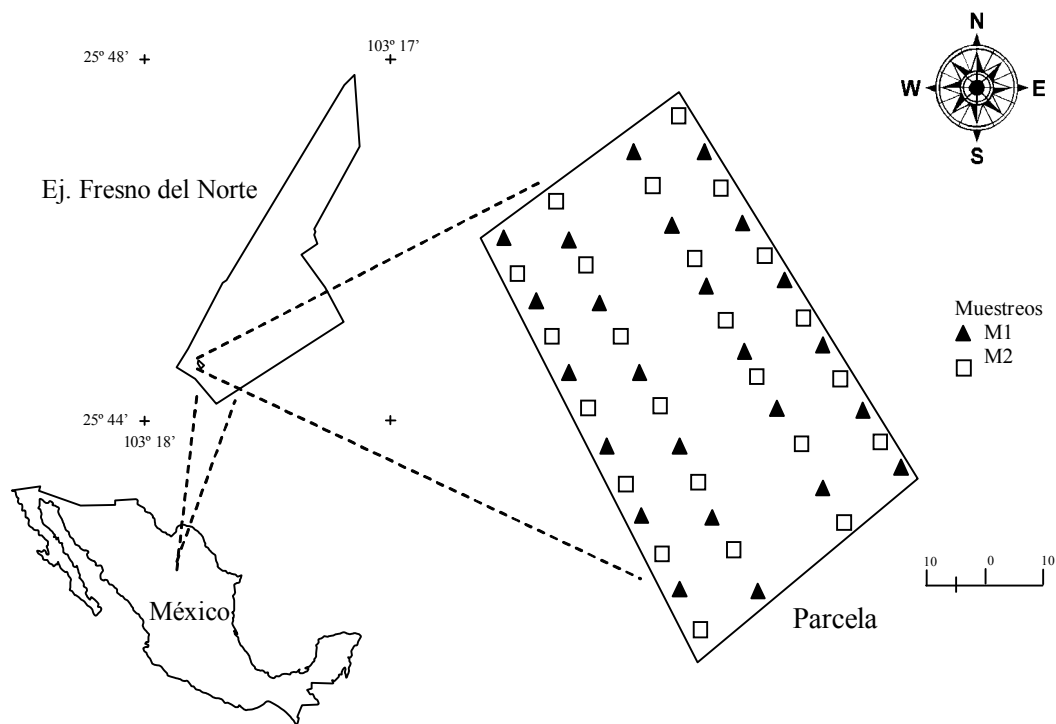 N
W E
S
25º 48’
103º 17’
Ej. Fresno del Norte
Muestreos
M1
M2
25º 44’
103º 18’
10 0 10
México
Parcela